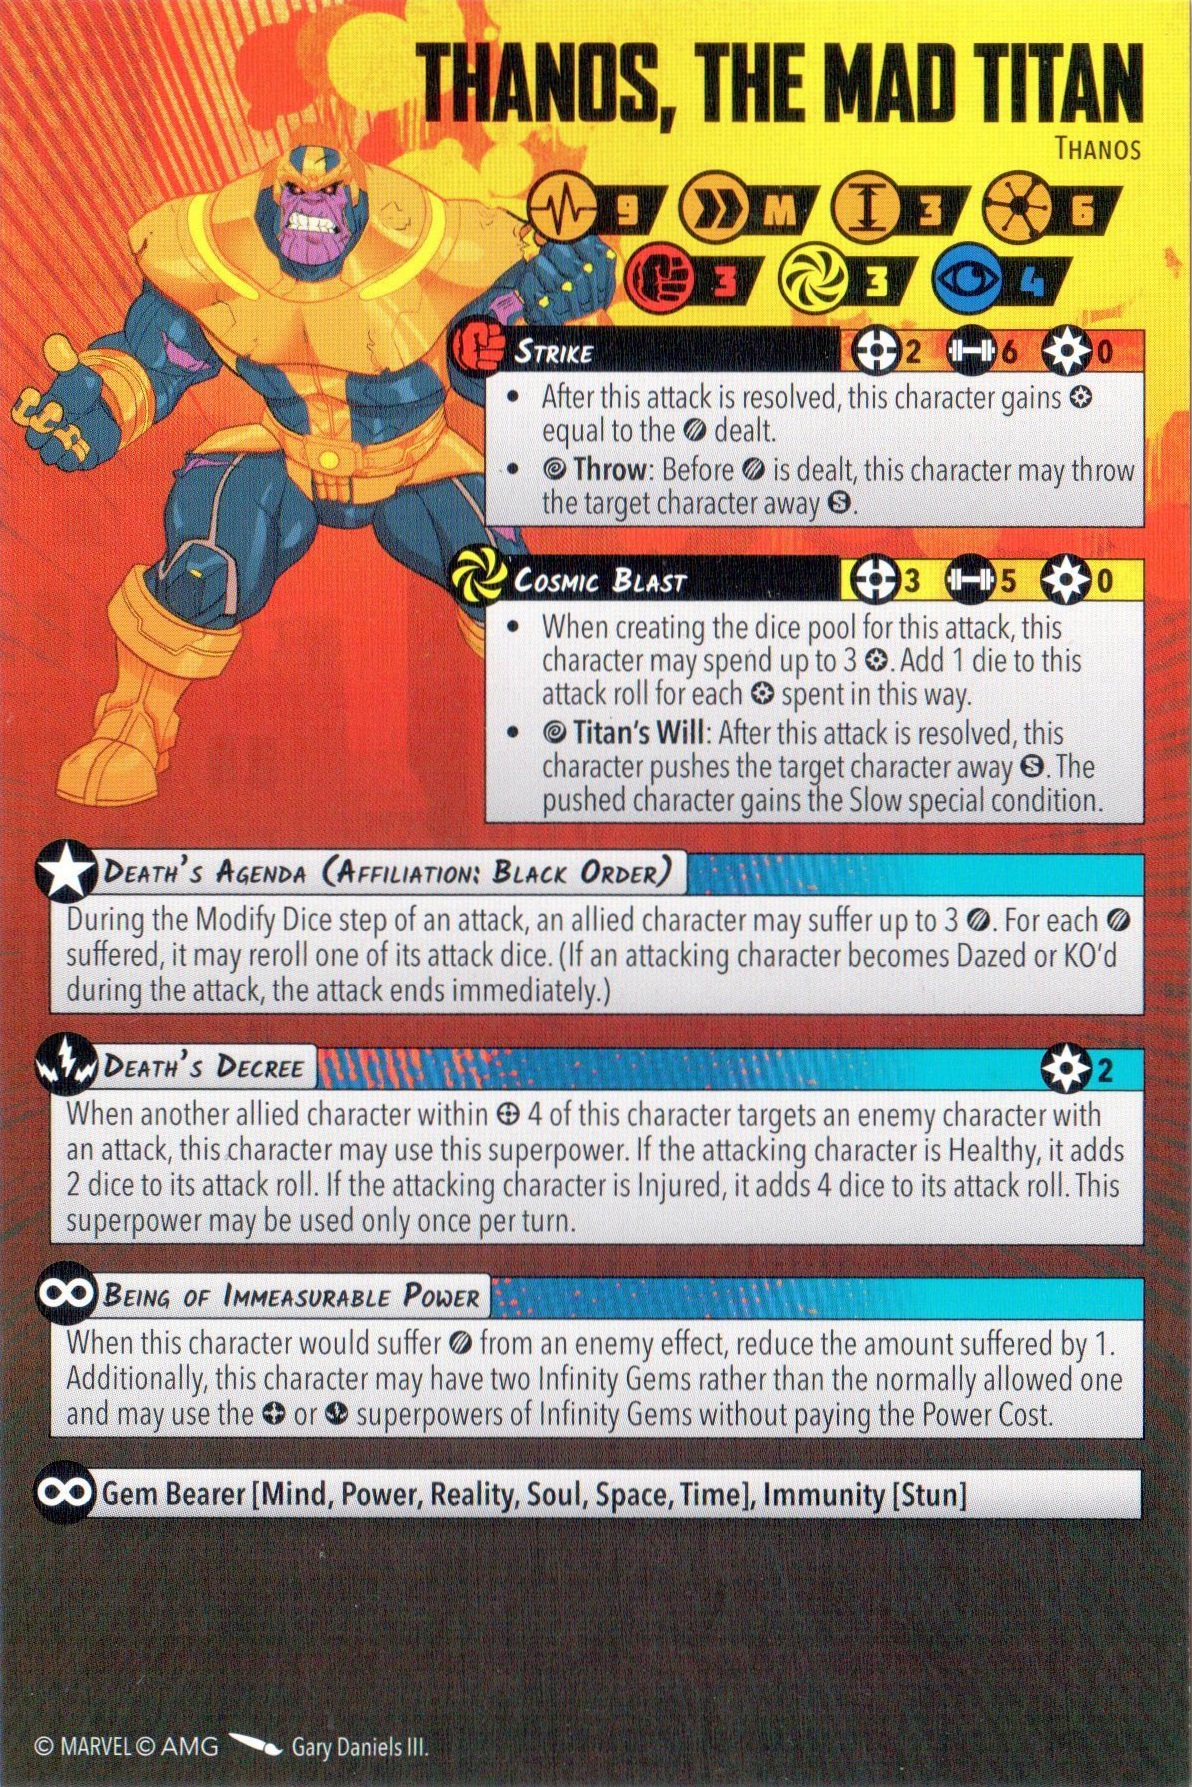 THANOS, THE MAD TITAN
THANOS
9 M 3 6
3 3 4
STRIKE 2 6 0
• After this attack is resolved, this character gains
equal to the dealt.
• Throw: Before is dealt, this character may throw
the target character away S.
COSMIC BLAST 3 5 0
• When creating the dice pool for this attack, this
character may spend up to 3 . Add 1 die to this
attack roll for each spent in this way.
• Titan's Will: After this attack is resolved, this
character pushes the target character away S. The
pushed character gains the Slow special condition.
DEATH'S AGENDA (AFFILIATION: BLACK ORDER)
During the Modify Dice step of an attack, an allied character may suffer up to 3 . For each
suffered, it may reroll one of its attack dice. (If an attacking character becomes Dazed or KO'd
during the attack, the attack ends immediately.)
DEATH'S DECREE 2
When another allied character within 4 of this character targets an enemy character with
an attack, this character may use this superpower. If the attacking character is Healthy, it adds
2 dice to its attack roll. If the attacking character is Injured, it adds 4 dice to its attack roll. This
superpower may be used only once per turn.
BEING OF IMMEASURABLE POWER
When this character would suffer from an enemy effect, reduce the amount suffered by 1.
Additionally, this character may have two Infinity Gems rather than the normally allowed one
and may use the or superpowers of Infinity Gems without paying the Power Cost.
Gem Bearer [Mind, Power, Reality, Soul, Space, Time], Immunity [Stun]
© MARVEL © AMG Gary Daniels III.